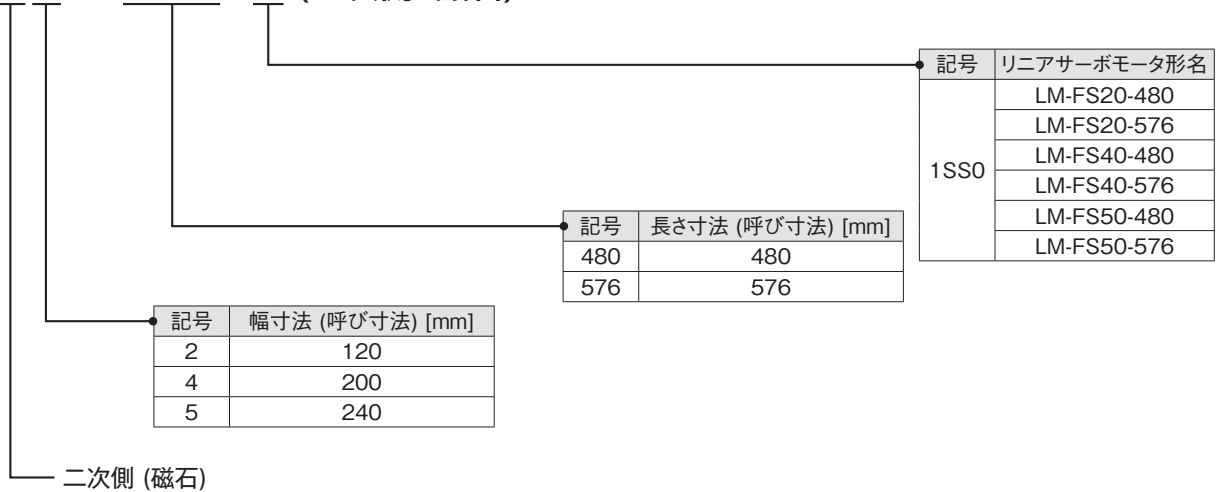 記号 リニアサーボモータ形名
1SS0
LM-FS20-480
LM-FS20-576
LM-FS40-480
LM-FS40-576
LM-FS50-480
LM-FS50-576
記号 長さ寸法 (呼び寸法) [mm]
480 480
576 576
記号 幅寸法 (呼び寸法) [mm]
2 120
4 200
5 240
二次側 (磁石)